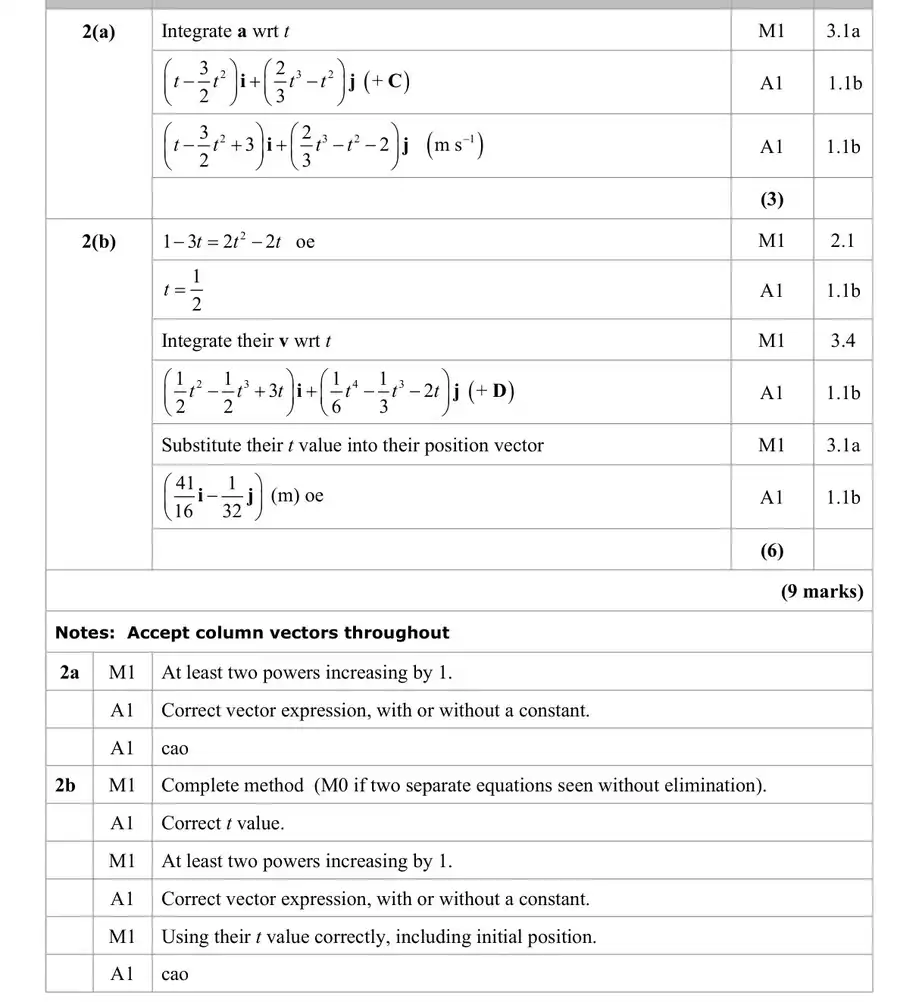 2(a) Integrate a wrt t M1 3.1a
(t − 3/2 t²)i + (2/3 t³ − t²)j (+ C) A1 1.1b
(t − 3/2 t² + 3)i + (2/3 t³ − t² − 2)j (m s⁻¹) A1 1.1b
(3)
2(b) 1 − 3t = 2t² − 2t oe M1 2.1
t = 1/2 A1 1.1b
Integrate their v wrt t M1 3.4
(1/2 t² − 1/2 t³ + 3t)i + (1/6 t⁴ − 1/3 t³ − 2t)j (+ D) A1 1.1b
Substitute their t value into their position vector M1 3.1a
(41/16 i − 1/32 j) (m) oe A1 1.1b
(6)
(9 marks)
Notes: Accept column vectors throughout
2a M1 At least two powers increasing by 1.
A1 Correct vector expression, with or without a constant.
A1 cao
2b M1 Complete method (M0 if two separate equations seen without elimination).
A1 Correct t value.
M1 At least two powers increasing by 1.
A1 Correct vector expression, with or without a constant.
M1 Using their t value correctly, including initial position.
A1 cao